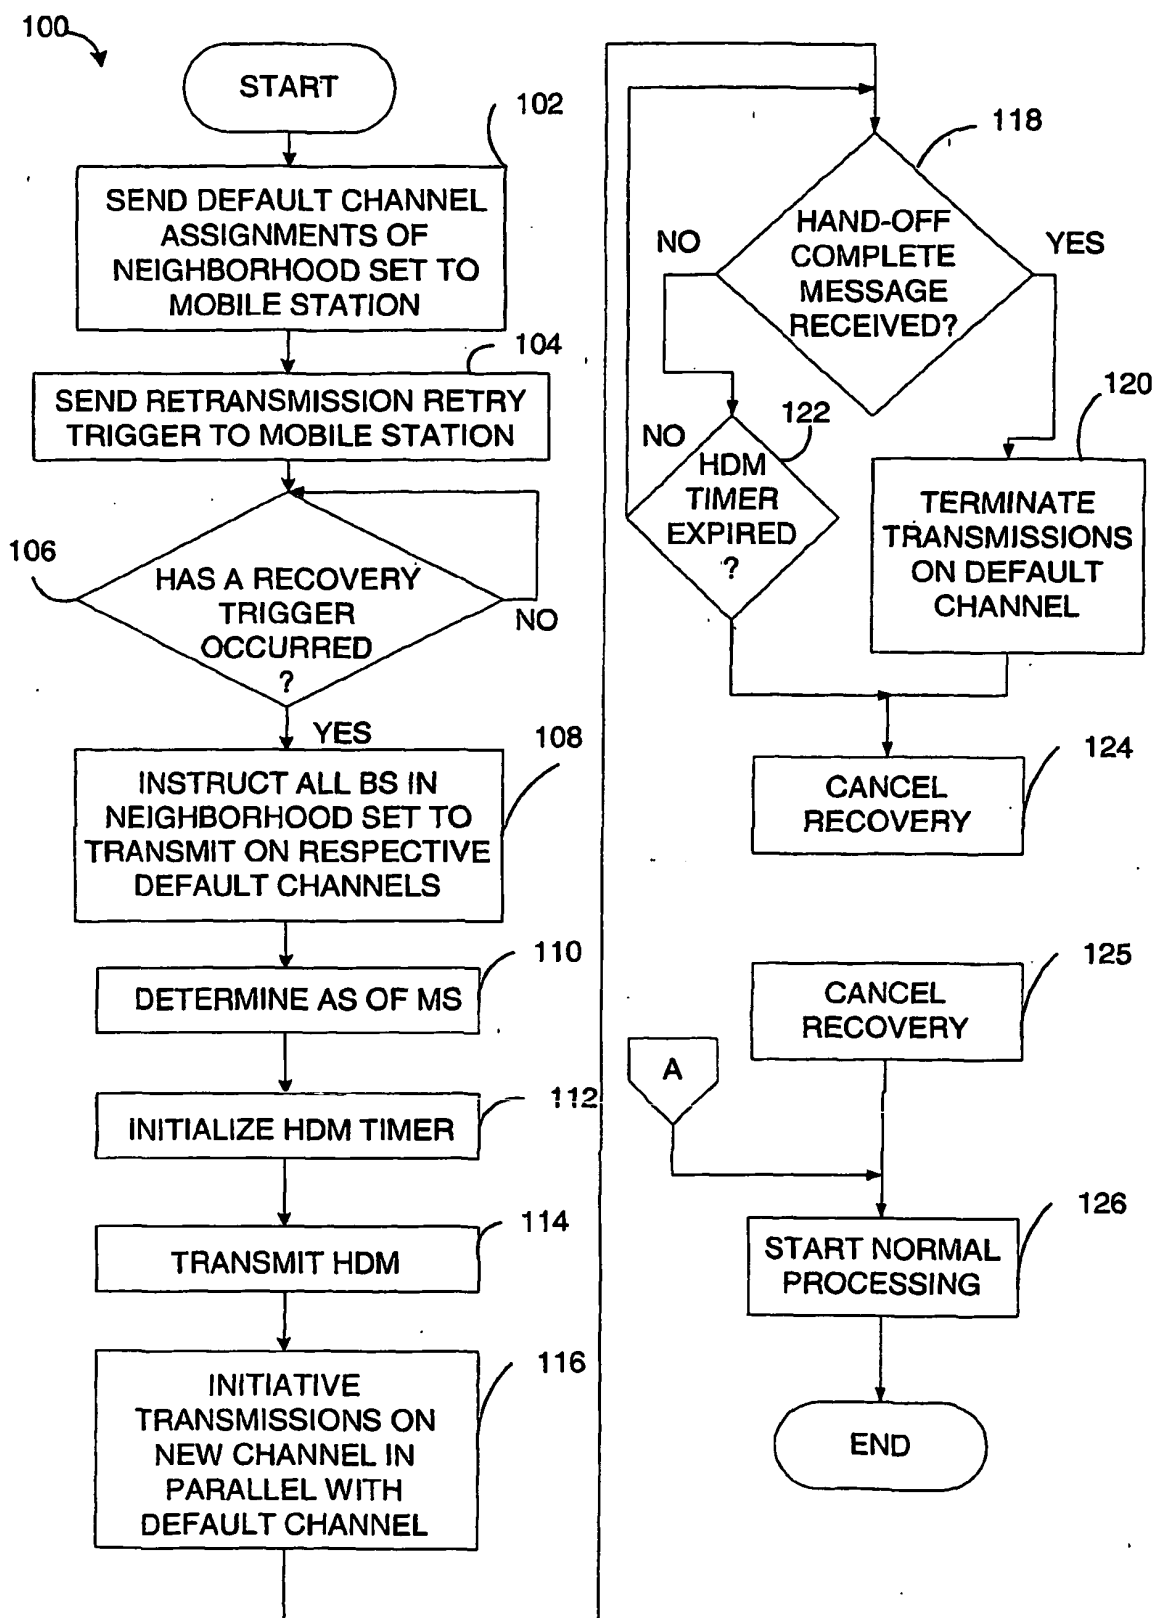 100
START
102
SEND DEFAULT CHANNEL
ASSIGNMENTS OF
NEIGHBORHOOD SET TO
MOBILE STATION
104
SEND RETRANSMISSION RETRY
TRIGGER TO MOBILE STATION
106
HAS A RECOVERY
TRIGGER
OCCURRED
?
NO
YES
108
INSTRUCT ALL BS IN
NEIGHBORHOOD SET TO
TRANSMIT ON RESPECTIVE
DEFAULT CHANNELS
110
DETERMINE AS OF MS
112
INITIALIZE HDM TIMER
114
TRANSMIT HDM
116
INITIATIVE
TRANSMISSIONS ON
NEW CHANNEL IN
PARALLEL WITH
DEFAULT CHANNEL
118
HAND-OFF
COMPLETE
MESSAGE
RECEIVED?
NO
YES
120
TERMINATE
TRANSMISSIONS
ON DEFAULT
CHANNEL
122
NO
HDM
TIMER
EXPIRED
?
124
CANCEL
RECOVERY
125
CANCEL
RECOVERY
A
126
START NORMAL
PROCESSING
END